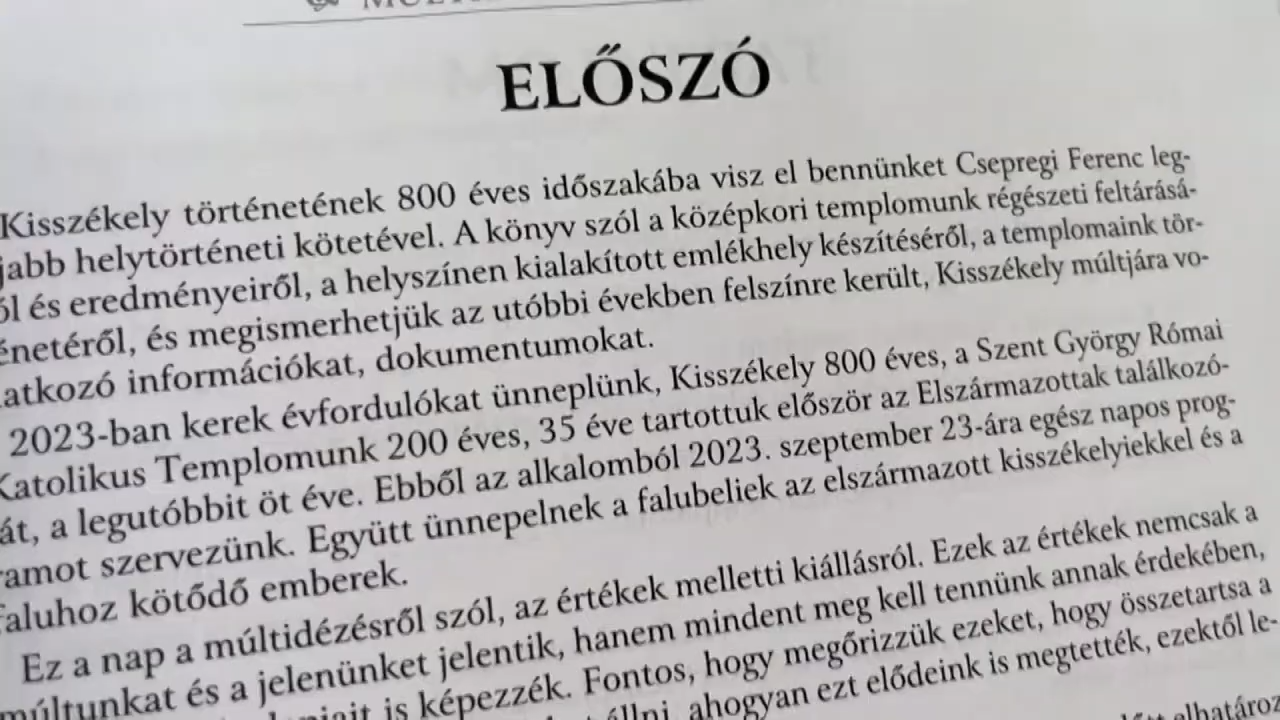 ELŐSZÓ
Kisszékely történetének 800 éves időszakába visz el bennünket Csepregi Ferenc leg-
jabb helytörténeti kötetével. A könyv szól a középkori templomunk régészeti feltárásá-
ól és eredményeiről, a helyszínen kialakított emlékhely készítéséről, a templomaink tör-
énetéről, és megismerhetjük az utóbbi években felszínre került, Kisszékely múltjára vo-
atkozó információkat, dokumentumokat.
2023-ban kerek évfordulókat ünneplünk, Kisszékely 800 éves, a Szent György Római
Katolikus Templomunk 200 éves, 35 éve tartottuk először az Elszármazottak találkozó-
át, a legutóbbit öt éve. Ebből az alkalomból 2023. szeptember 23-ára egész napos prog-
ramot szervezünk. Együtt ünnepelnek a falubeliek az elszármazott kisszékelyiekkel és a
faluhoz kötődő emberek.
Ez a nap a múltidézésről szól, az értékek melletti kiállásról. Ezek az értékek nemcsak a
múltunkat és a jelenünket jelentik, hanem mindent meg kell tennünk annak érdekében,
is képezzék. Fontos, hogy megőrizzük ezeket, hogy összetartsa a
ahogyan ezt elődeink is megtették, ezektől le-